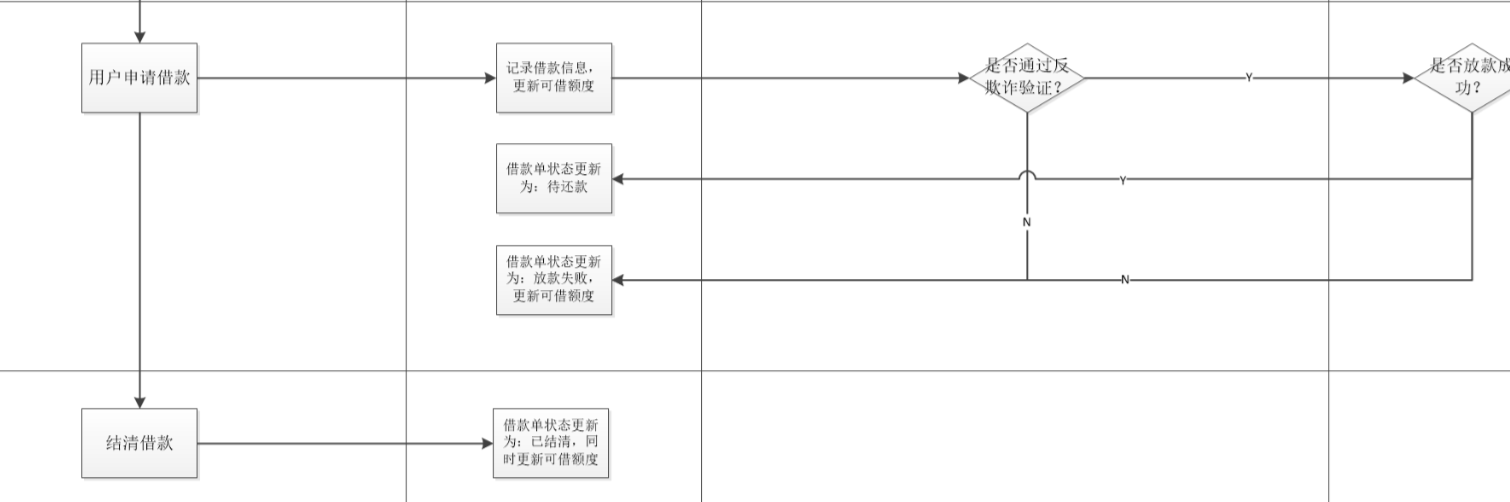 用户申请借款
记录借款信息，
更新可借额度
是否通过反
欺诈验证？
Y
是否放款成
功？
借款单状态更新
为：待还款
Y
N
借款单状态更新
为：放款失败，
更新可借额度
N
结清借款
借款单状态更新
为：已结清，同
时更新可借额度